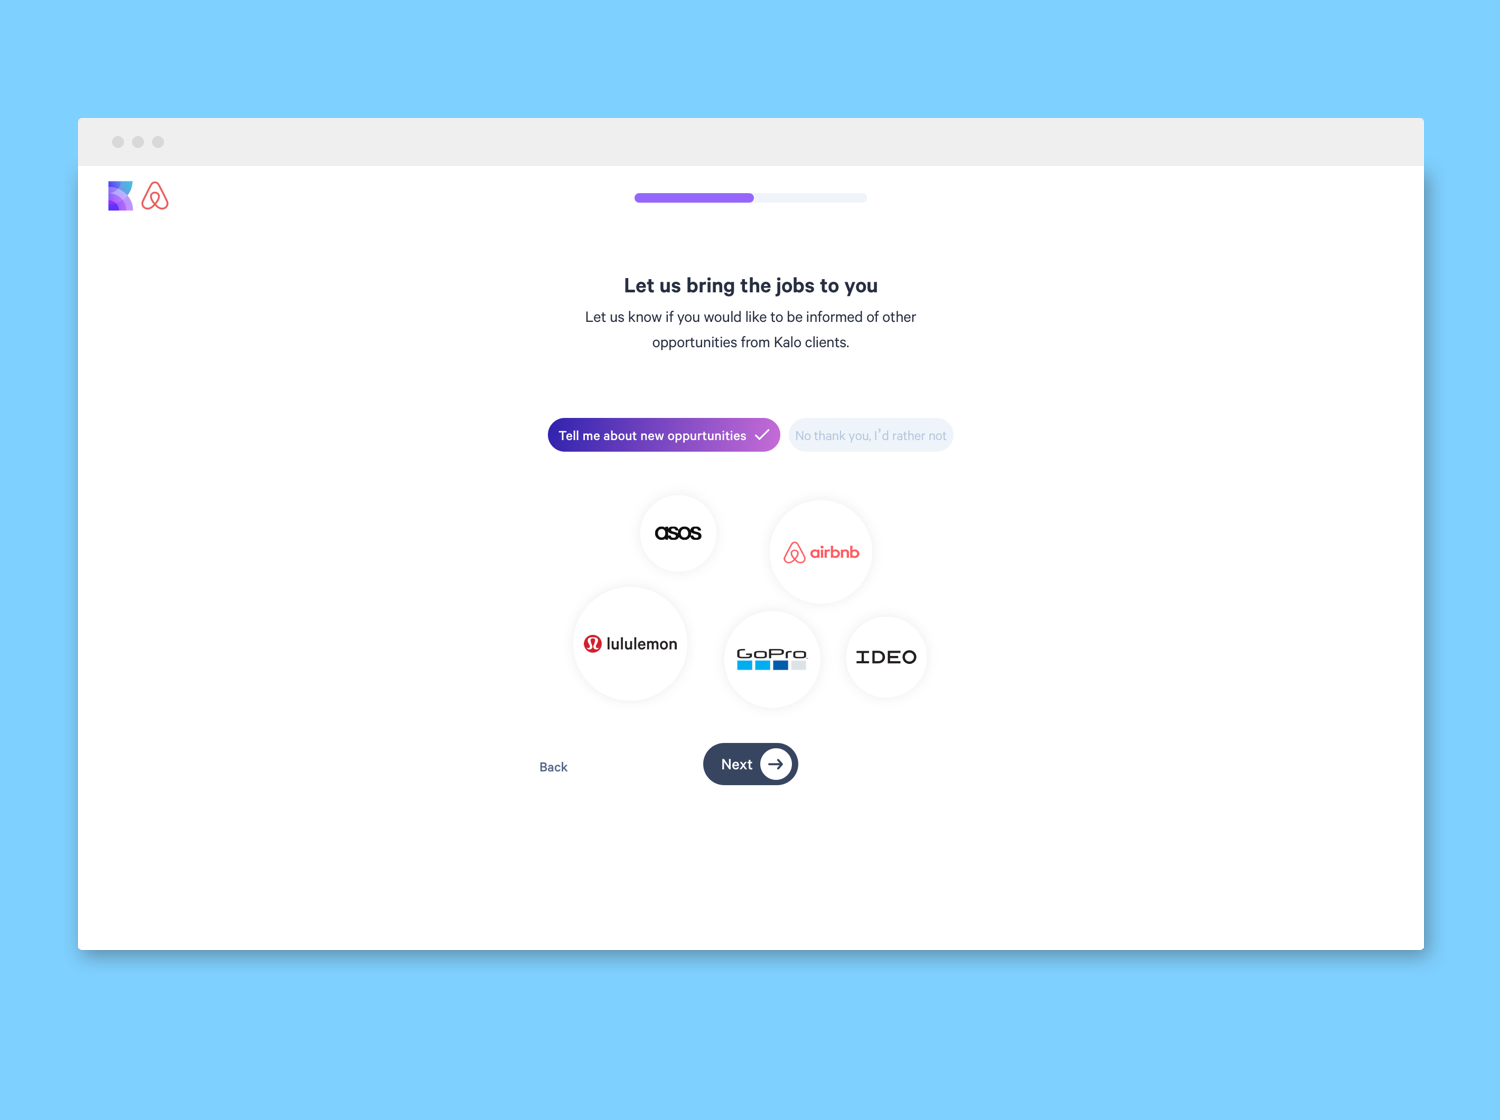 Let us bring the jobs to you
Let us know if you would like to be informed of other
opportunities from Kalo clients.
Tell me about new oppurtunities
No thank you, I'd rather not
asos
airbnb
lululemon
GoPro
IDEO
Back
Next